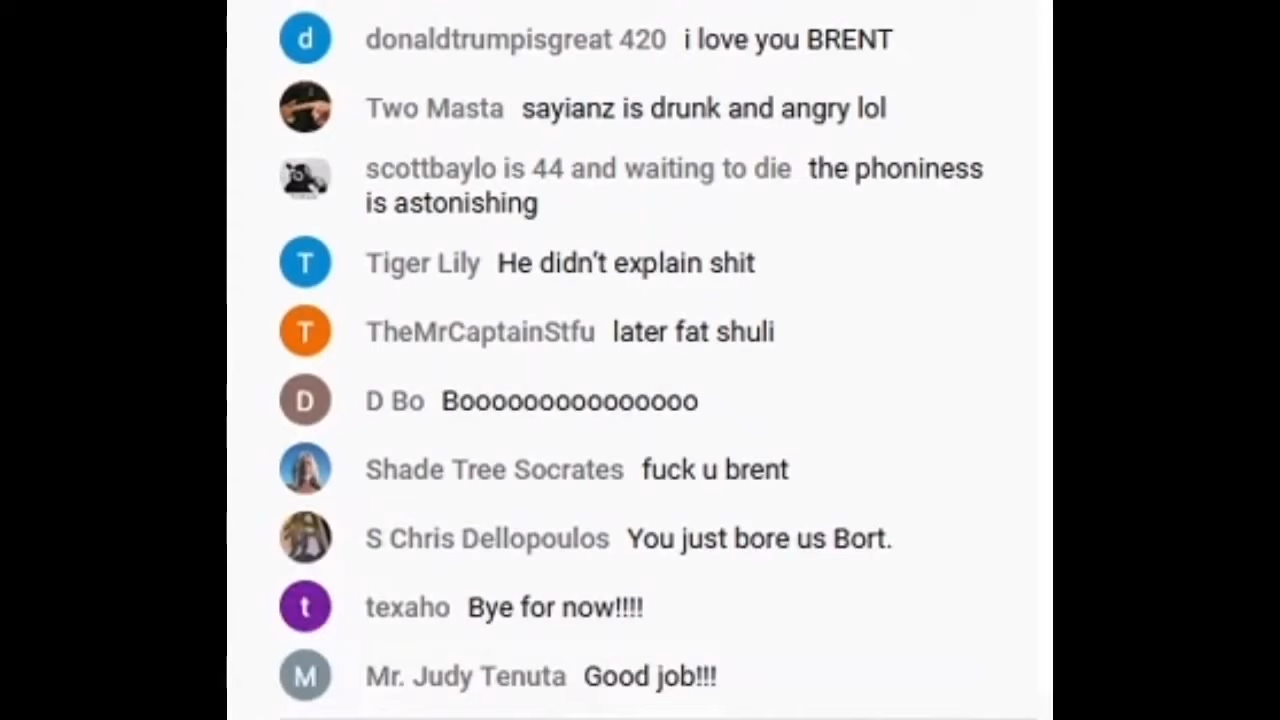 d donaldtrumpisgreat 420 i love you BRENT
Two Masta sayianz is drunk and angry lol
scottbaylo is 44 and waiting to die the phoniness
is astonishing
T Tiger Lily He didn't explain shit
T TheMrCaptainStfu later fat shuli
D D Bo Booooooooooooooo
Shade Tree Socrates fuck u brent
S Chris Dellopoulos You just bore us Bort.
t texaho Bye for now!!!!
M Mr. Judy Tenuta Good job!!!